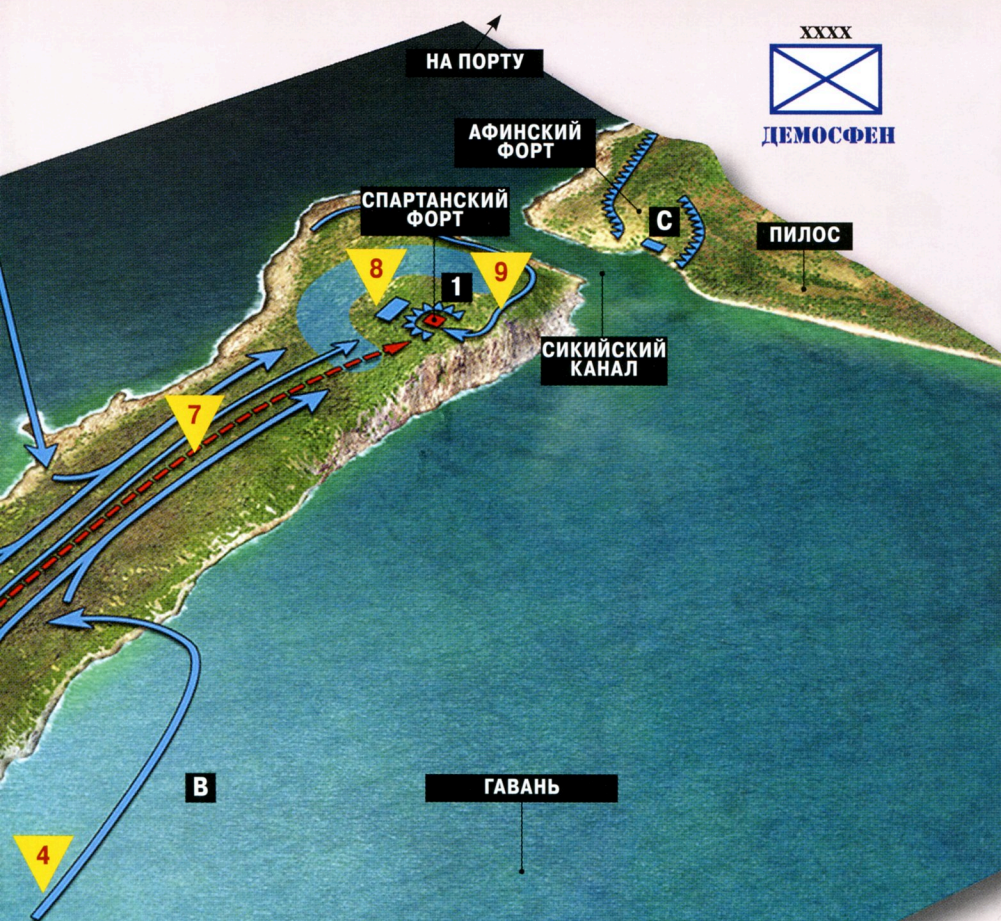 XXXX
ДЕМОСФЕН
НА ПОРТУ
АФИНСКИЙ
ФОРТ
СПАРТАНСКИЙ
ФОРТ
C
ПИЛОС
8
9
1
СИКИЙСКИЙ
КАНАЛ
7
B
ГАВАНЬ
4